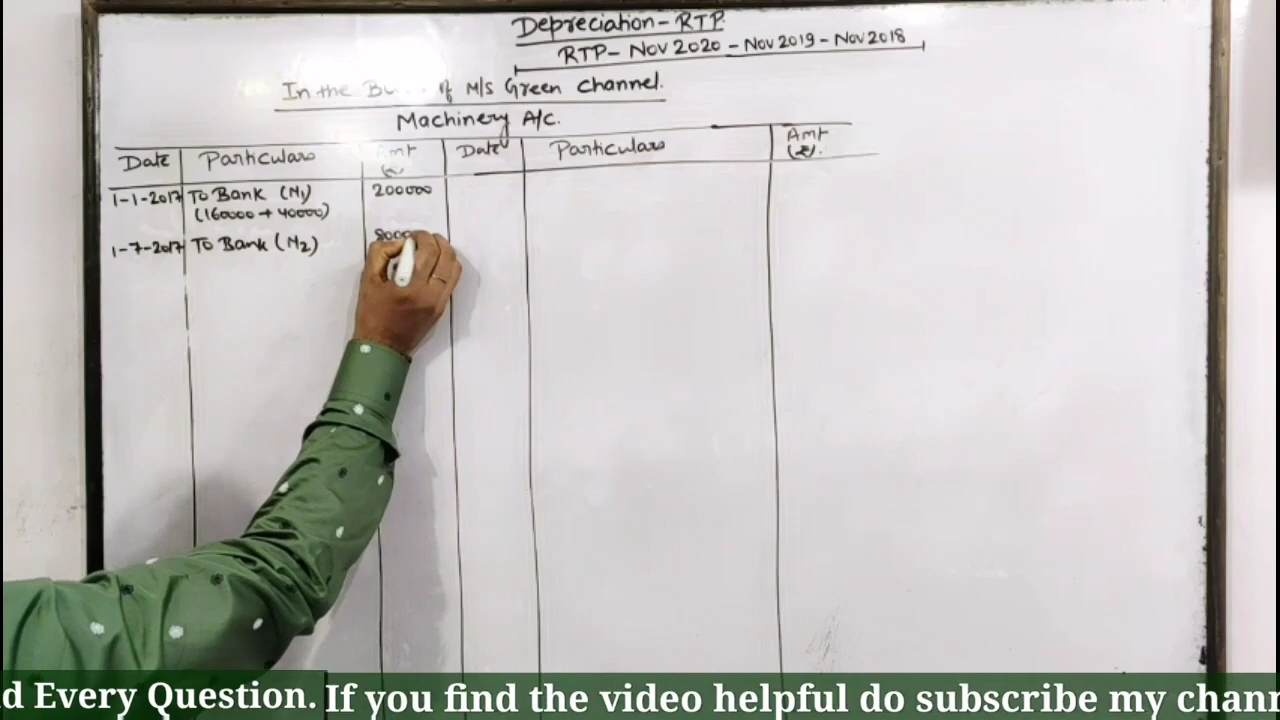 Depreciation - RTP.
RTP - Nov 2020 - Nov 2019 - Nov 2018
In the of M/S Green Channel.
Machinery A/c.
Date Particulars Amt Date Particulars Amt
(₹).
1-1-2017 To Bank (M1) 200000
(160000 + 40000)
1-7-2017 To Bank (M2)
d Every Question. If you find the video helpful do subscribe my chann